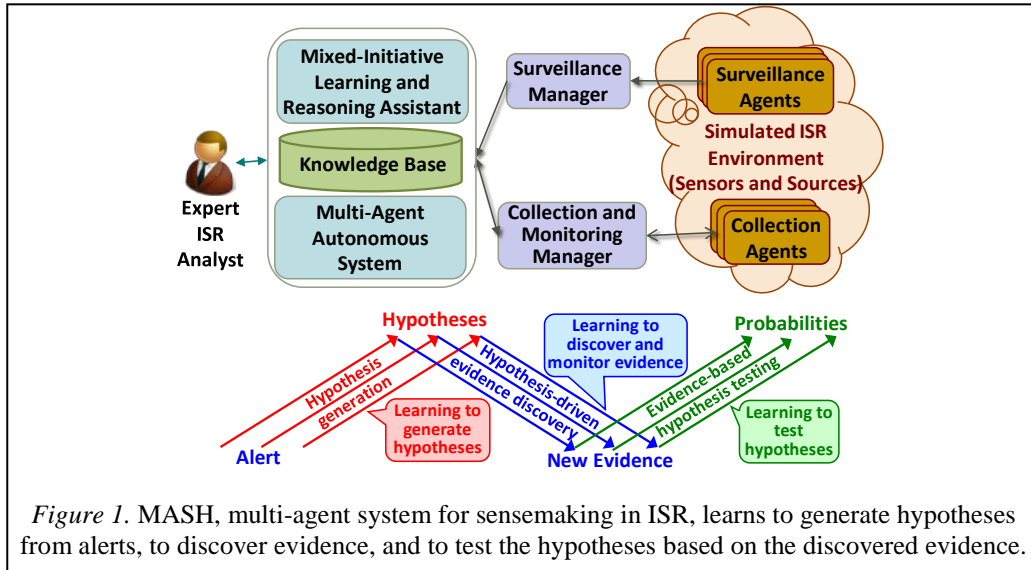 Mixed-Initiative
Learning and
Reasoning Assistant
Knowledge Base
Multi-Agent
Autonomous
System
Expert
ISR
Analyst
Surveillance
Manager
Collection and
Monitoring
Manager
Surveillance
Agents
Simulated ISR
Environment
(Sensors and Sources)
Collection
Agents
Hypotheses
Hypothesis
generation
Learning to
generate
hypotheses
Alert
Learning to
discover and
monitor evidence
Hypothesis-driven
evidence discovery
New Evidence
Probabilities
Evidence-based
hypothesis testing
Learning to
test
hypotheses
Figure 1. MASH, multi-agent system for sensemaking in ISR, learns to generate hypotheses
from alerts, to discover evidence, and to test the hypotheses based on the discovered evidence.